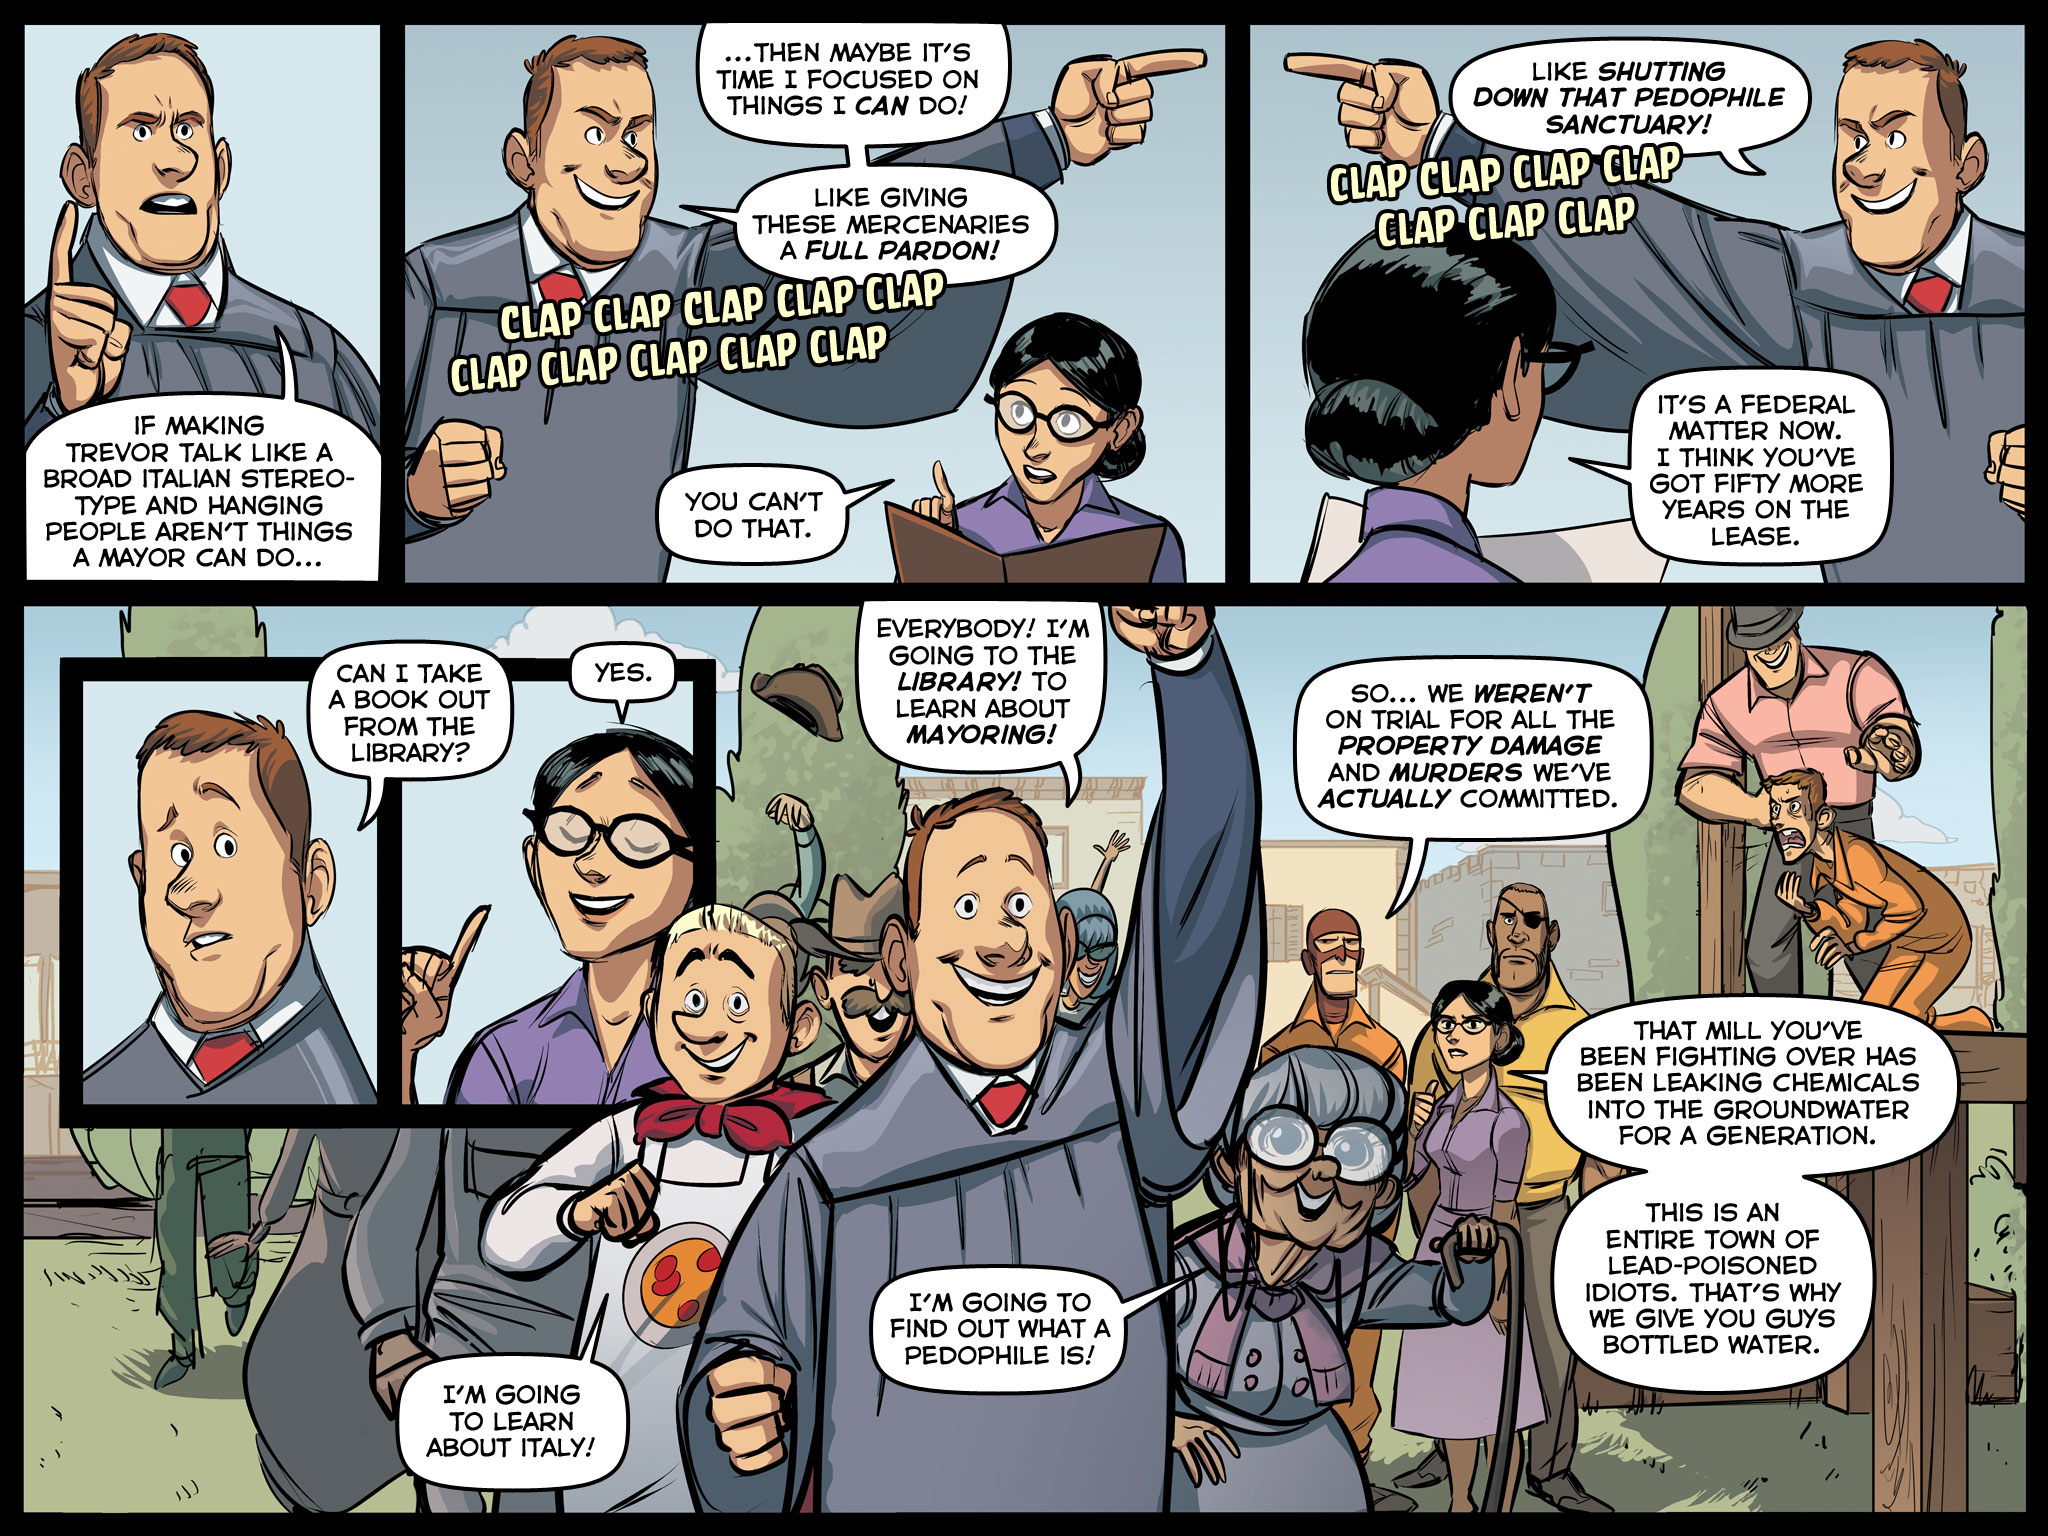 IF MAKING
TREVOR TALK LIKE A
BROAD ITALIAN STEREO-
TYPE AND HANGING
PEOPLE AREN'T THINGS
A MAYOR CAN DO...
...THEN MAYBE IT'S
TIME I FOCUSED ON
THINGS I CAN DO!
LIKE GIVING
THESE MERCENARIES
A FULL PARDON!
CLAP CLAP CLAP CLAP CLAP
CLAP CLAP CLAP CLAP CLAP
YOU CAN'T
DO THAT.
LIKE SHUTTING
DOWN THAT PEDOPHILE
SANCTUARY!
CLAP CLAP CLAP CLAP
CLAP CLAP CLAP
IT'S A FEDERAL
MATTER NOW.
I THINK YOU'VE
GOT FIFTY MORE
YEARS ON THE
LEASE.
CAN I TAKE
A BOOK OUT
FROM THE
LIBRARY?
YES.
EVERYBODY! I'M
GOING TO THE
LIBRARY! TO
LEARN ABOUT
MAYORING!
I'M GOING
TO LEARN
ABOUT ITALY!
I'M GOING TO
FIND OUT WHAT A
PEDOPHILE IS!
SO... WE WEREN'T
ON TRIAL FOR ALL THE
PROPERTY DAMAGE
AND MURDERS WE'VE
ACTUALLY COMMITTED.
THAT MILL YOU'VE
BEEN FIGHTING OVER HAS
BEEN LEAKING CHEMICALS
INTO THE GROUNDWATER
FOR A GENERATION.
THIS IS AN
ENTIRE TOWN OF
LEAD-POISONED
IDIOTS. THAT'S WHY
WE GIVE YOU GUYS
BOTTLED WATER.